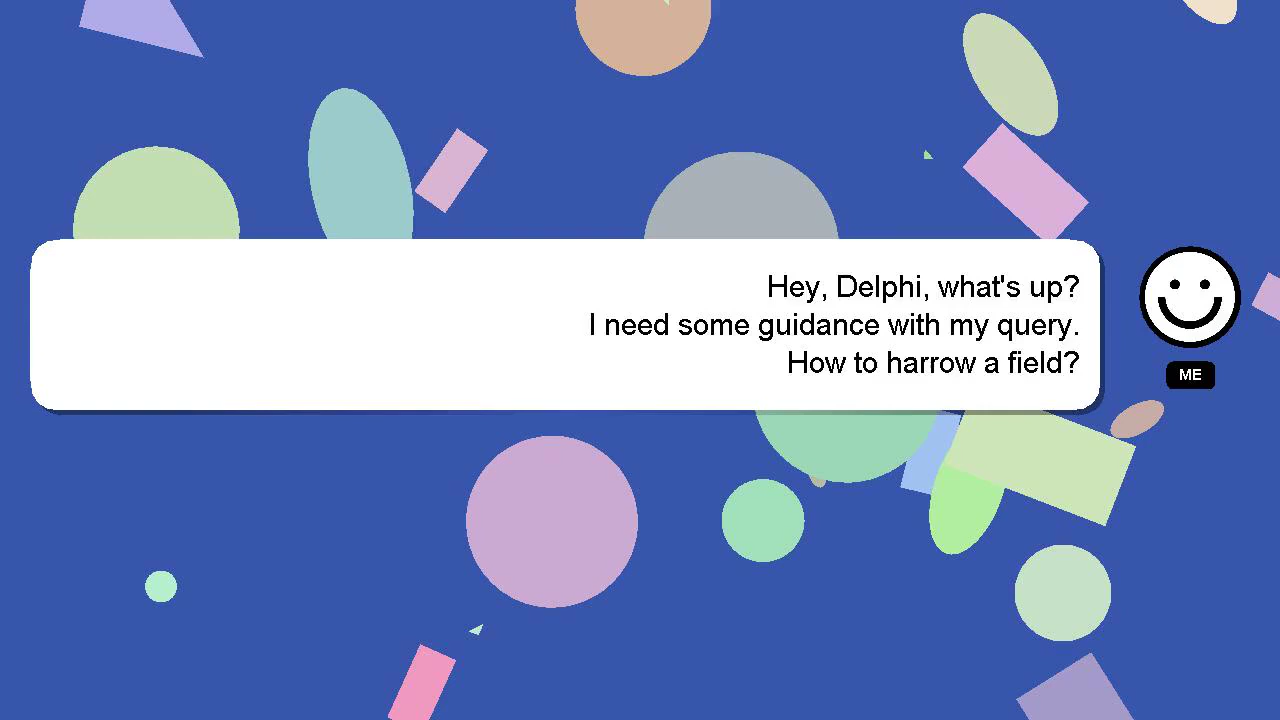 Hey, Delphi, what's up?
I need some guidance with my query.
How to harrow a field?
ME